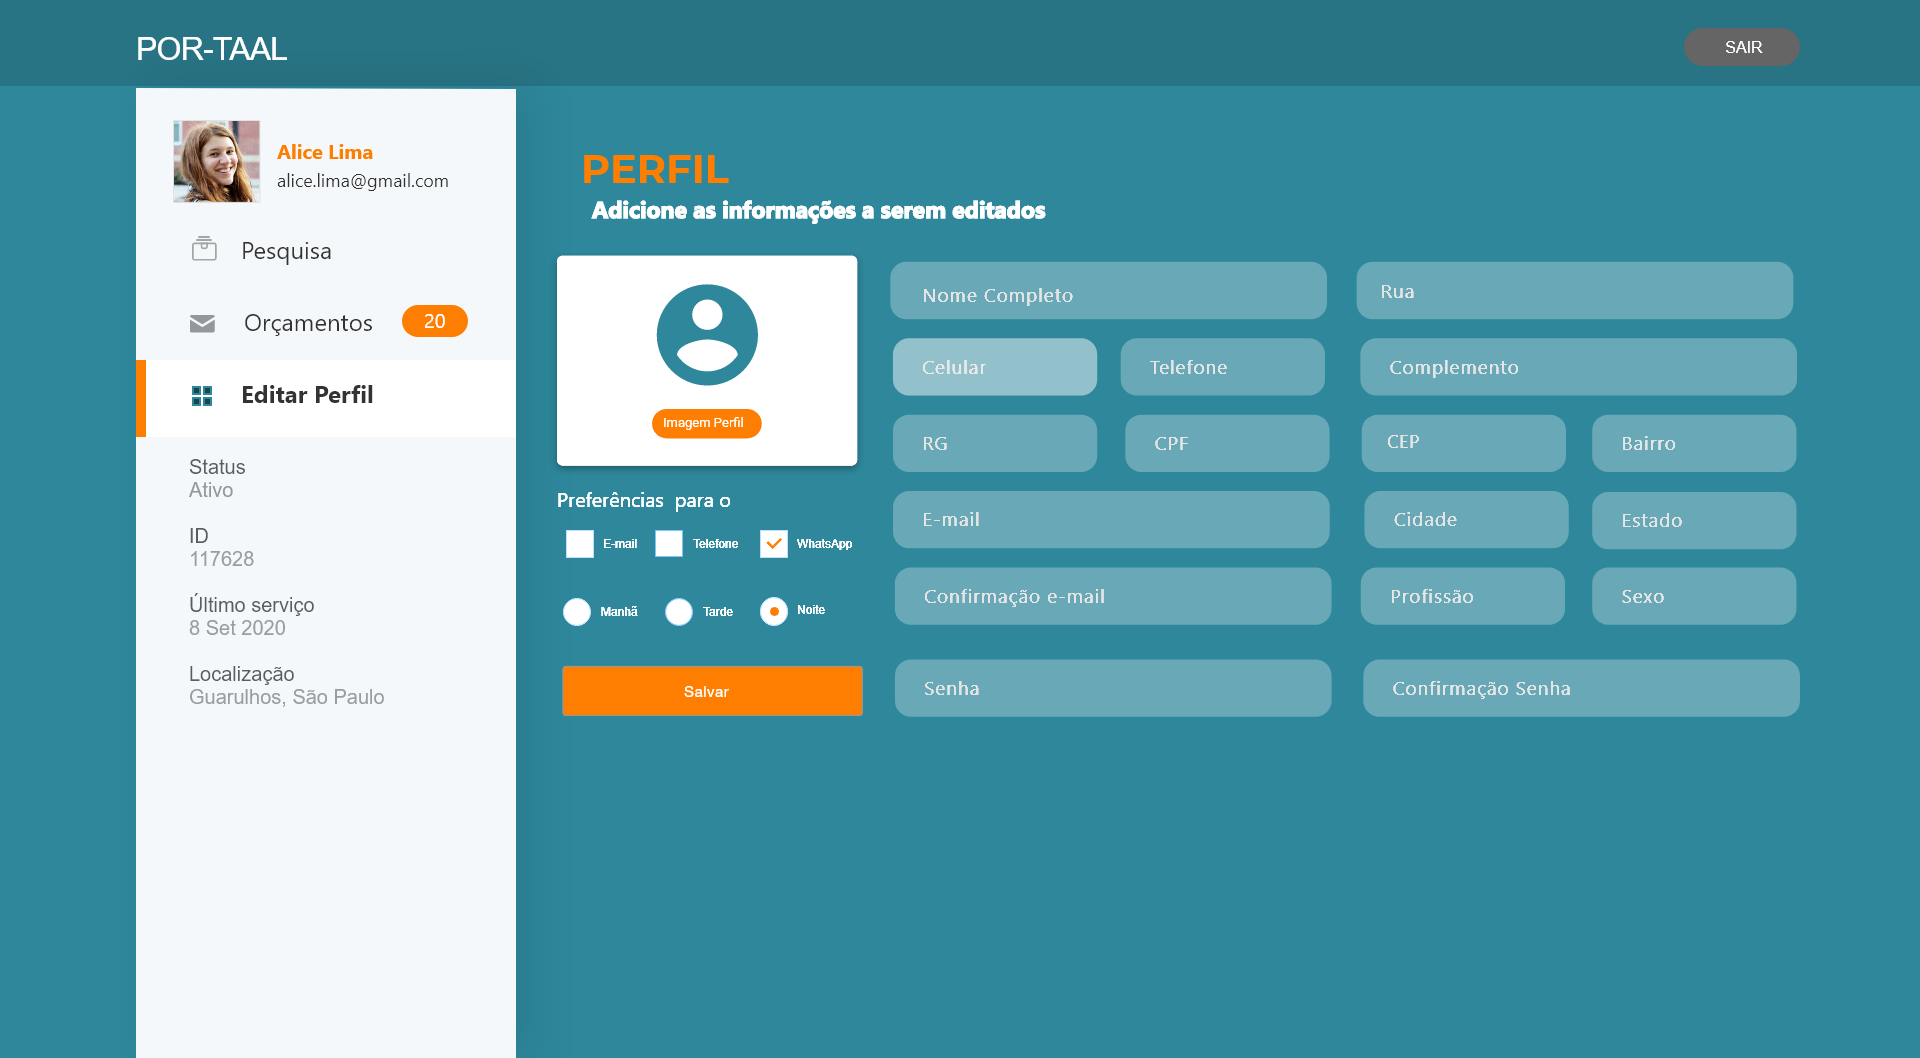 POR-TAAL
SAIR
Alice Lima
alice.lima@gmail.com
Pesquisa
Orçamentos 20
Editar Perfil
Status
Ativo
ID
117628
Último serviço
8 Set 2020
Localização
Guarulhos, São Paulo
PERFIL
Adicione as informações a serem editados
Imagem Perfil
Preferências para o
E-mail Telefone WhatsApp
Manhã Tarde Noite
Salvar
Nome Completo
Rua
Celular Telefone
Complemento
RG CPF
CEP Bairro
E-mail
Cidade Estado
Confirmação e-mail
Profissão Sexo
Senha
Confirmação Senha